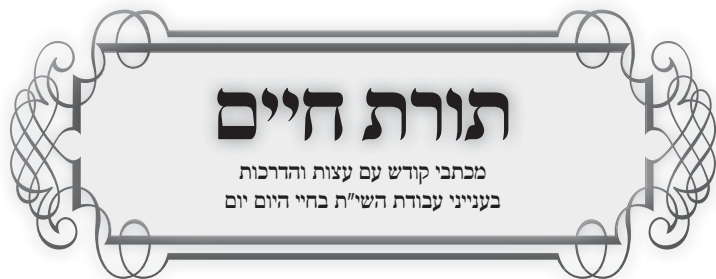 תורת חיים
מכתבי קודש עם עצות והדרכות
בענייני עבודת השי"ת בחיי היום יום